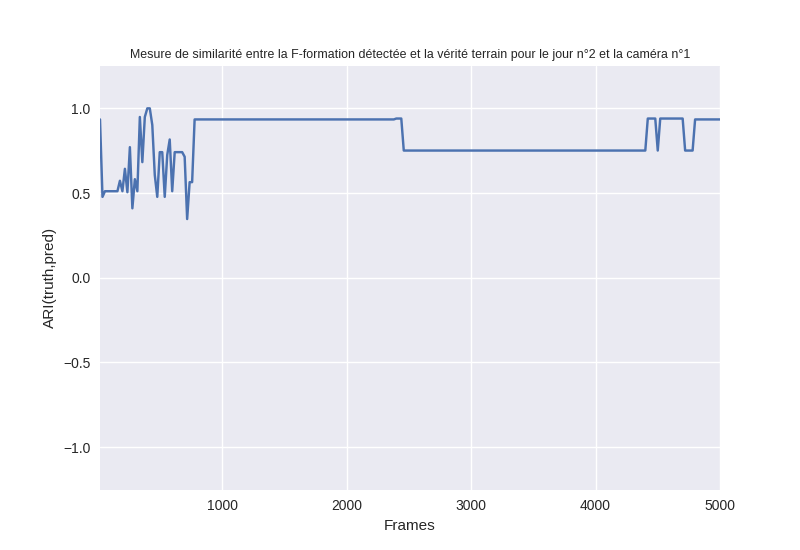 Mesure de similarité entre la F-formation détectée et la vérité terrain pour le jour n°2 et la caméra n°1
1.0
0.5
0.0
−0.5
−1.0
ARI(truth,pred)
1000 2000 3000 4000 5000
Frames